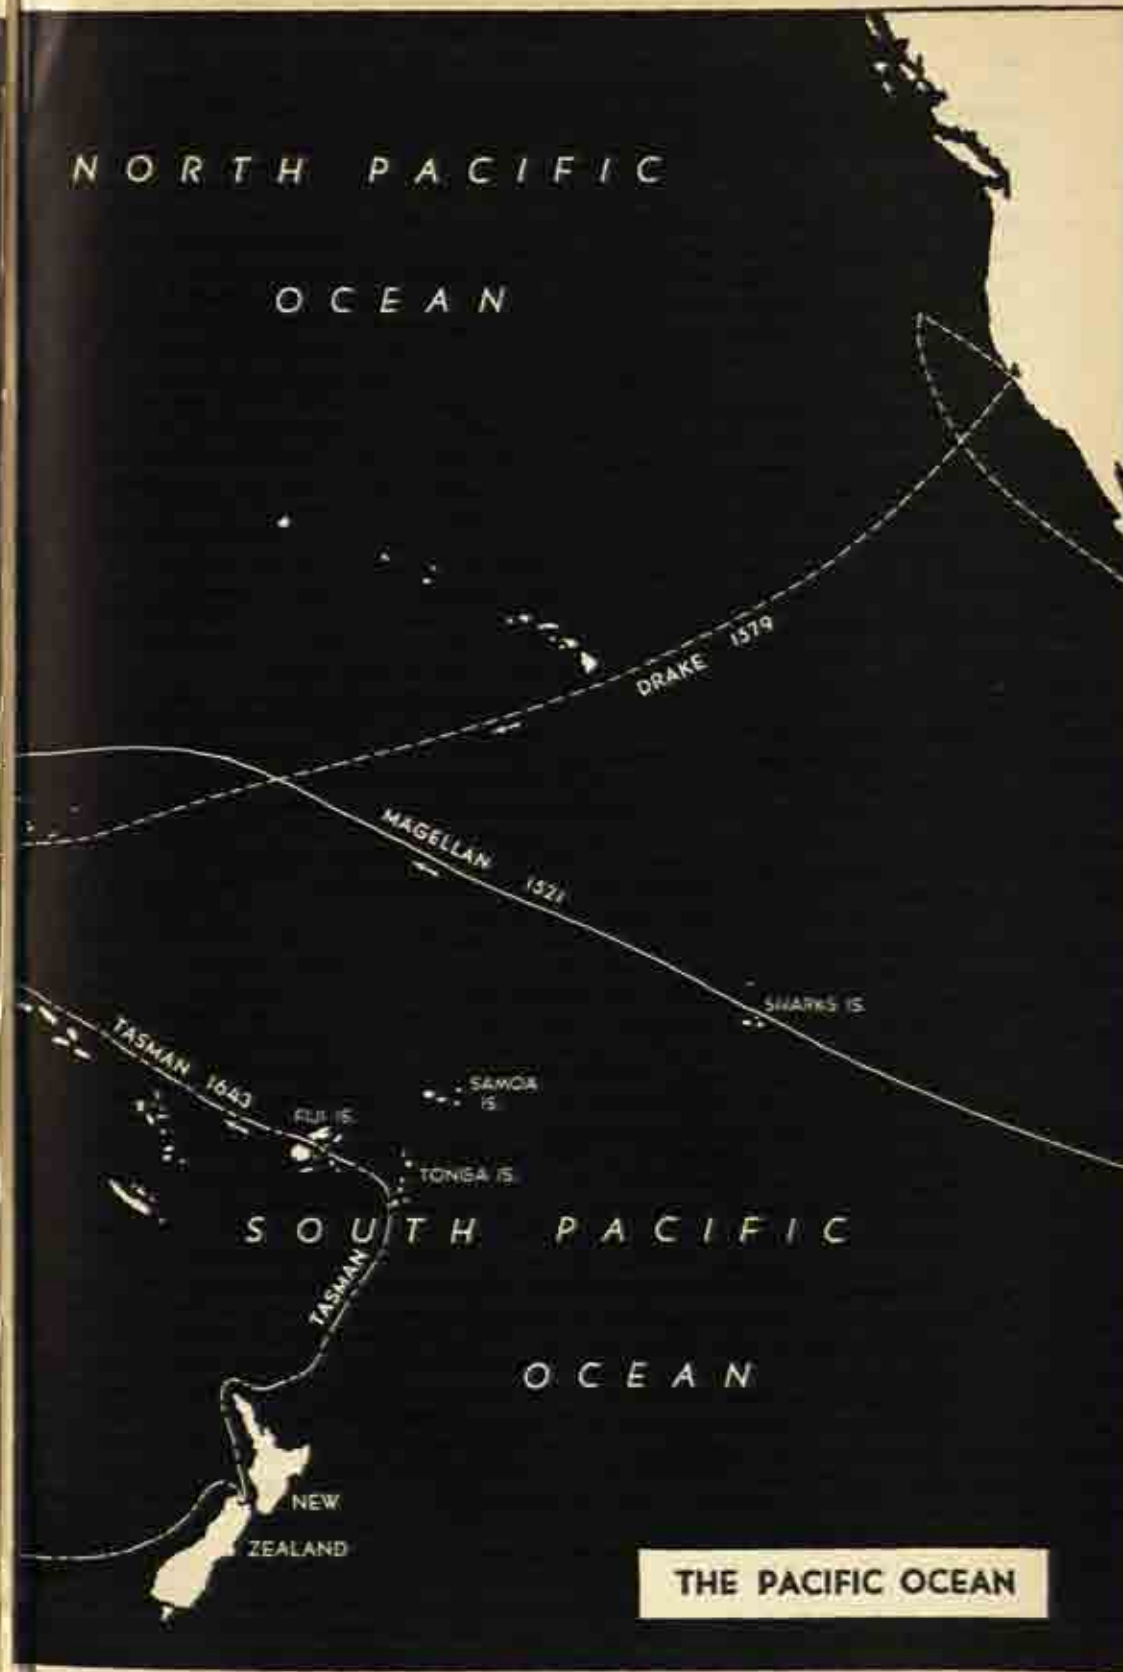 NORTH PACIFIC
OCEAN
DRAKE 1579
MAGELLAN 1521
SHARKS IS.
TASMAN 1643
SAMOA
IS.
FIJI IS.
TONGA IS.
SOUTH PACIFIC
TASMAN
OCEAN
NEW
ZEALAND
THE PACIFIC OCEAN